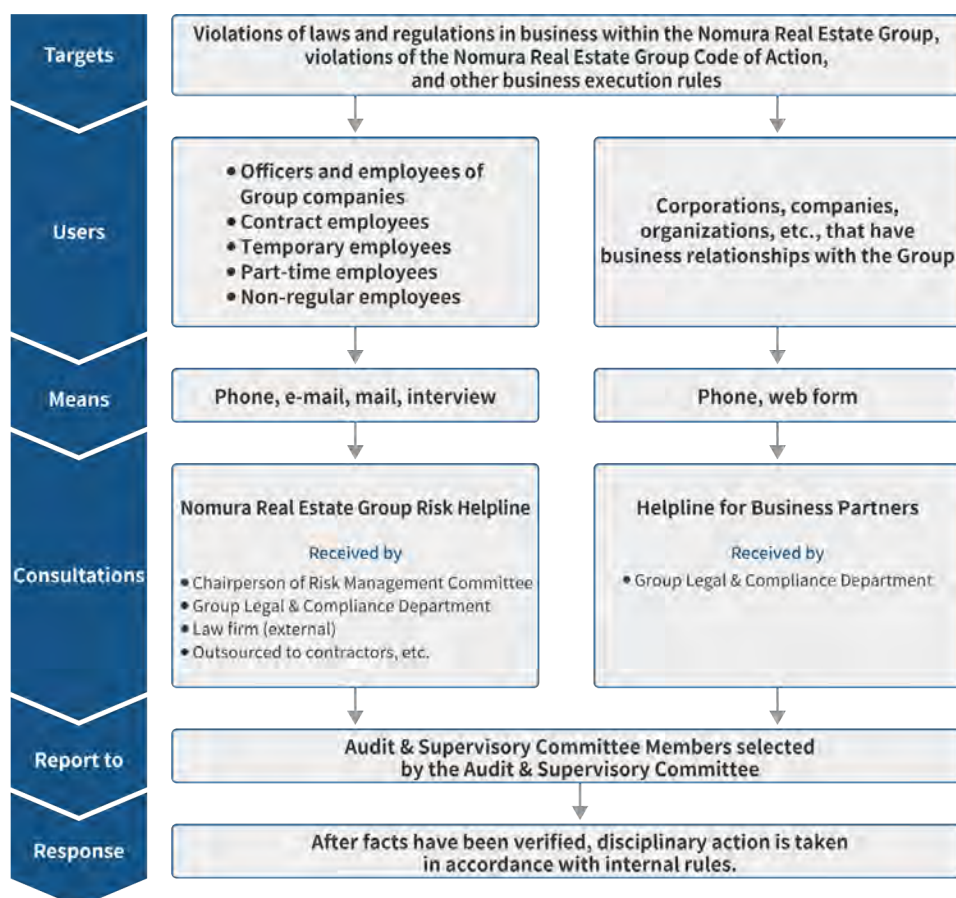 Targets
Violations of laws and regulations in business within the Nomura Real Estate Group,
violations of the Nomura Real Estate Group Code of Action,
and other business execution rules
Users
• Officers and employees of
Group companies
• Contract employees
• Temporary employees
• Part-time employees
• Non-regular employees
Corporations, companies,
organizations, etc., that have
business relationships with the Group
Means
Phone, e-mail, mail, interview
Phone, web form
Consultations
Nomura Real Estate Group Risk Helpline
Received by
• Chairperson of Risk Management Committee
• Group Legal & Compliance Department
• Law firm (external)
• Outsourced to contractors, etc.
Helpline for Business Partners
Received by
• Group Legal & Compliance Department
Report to
Audit & Supervisory Committee Members selected
by the Audit & Supervisory Committee
Response
After facts have been verified, disciplinary action is taken
in accordance with internal rules.